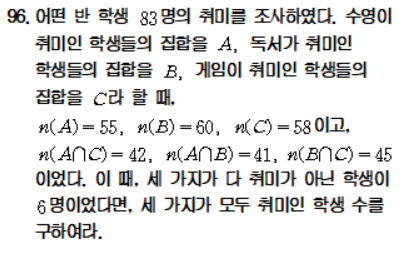 96. 어떤 반 학생 83명의 취미를 조사하였다. 수영이
취미인 학생들의 집합을 A, 독서가 취미인
학생들의 집합을 B, 게임이 취미인 학생들의
집합을 C라 할 때,
n(A)=55, n(B)=60, n(C)=58이고,
n(A∩C)=42, n(A∩B)=41, n(B∩C)=45
이었다. 이 때, 세 가지가 다 취미가 아닌 학생이
6명이었다면, 세 가지가 모두 취미인 학생 수를
구하여라.